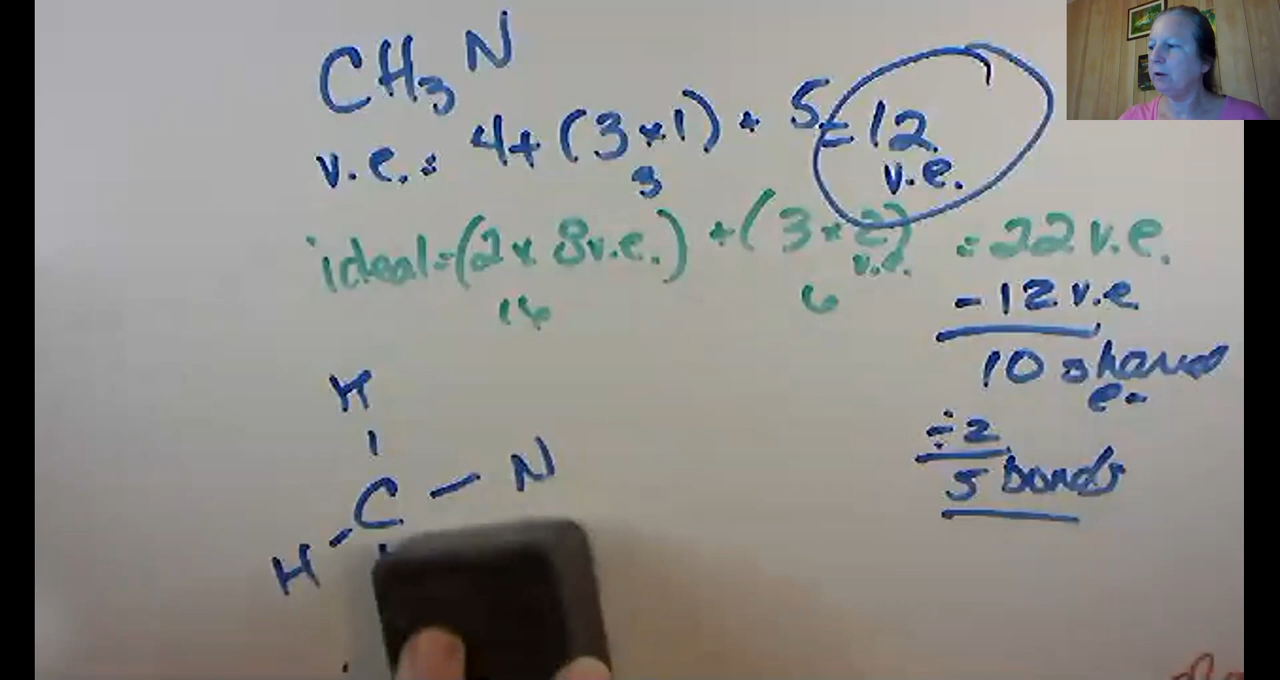 CH3 N
v.e. : 4+ (3×1) + 5 = 12
3 v.e.
ideal = (2× 8 v.e.) + (3×2) = 22 v.e.
v.e.
16 6
- 12 v.e
10 shared
e-
÷2
5 bonds
H
C - N
H